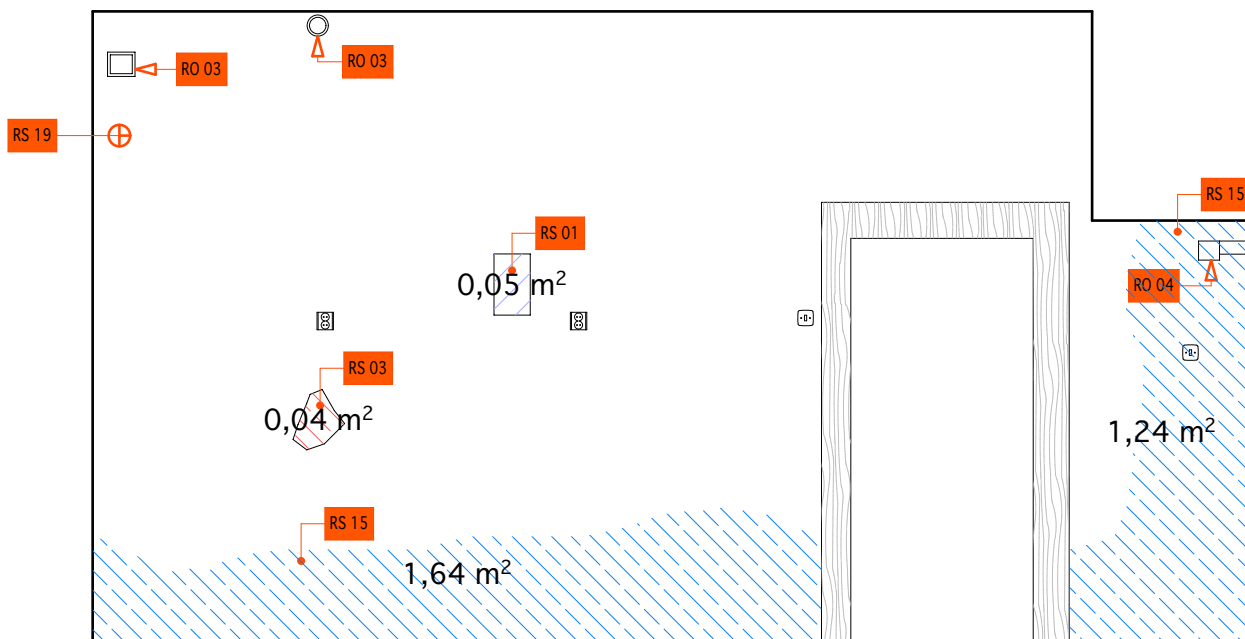 RO 03
RO 03
RS 19
RS 15
RS 01
0,05 m²
RO 04
RS 03
0,04 m²
1,24 m²
RS 15
1,64 m²